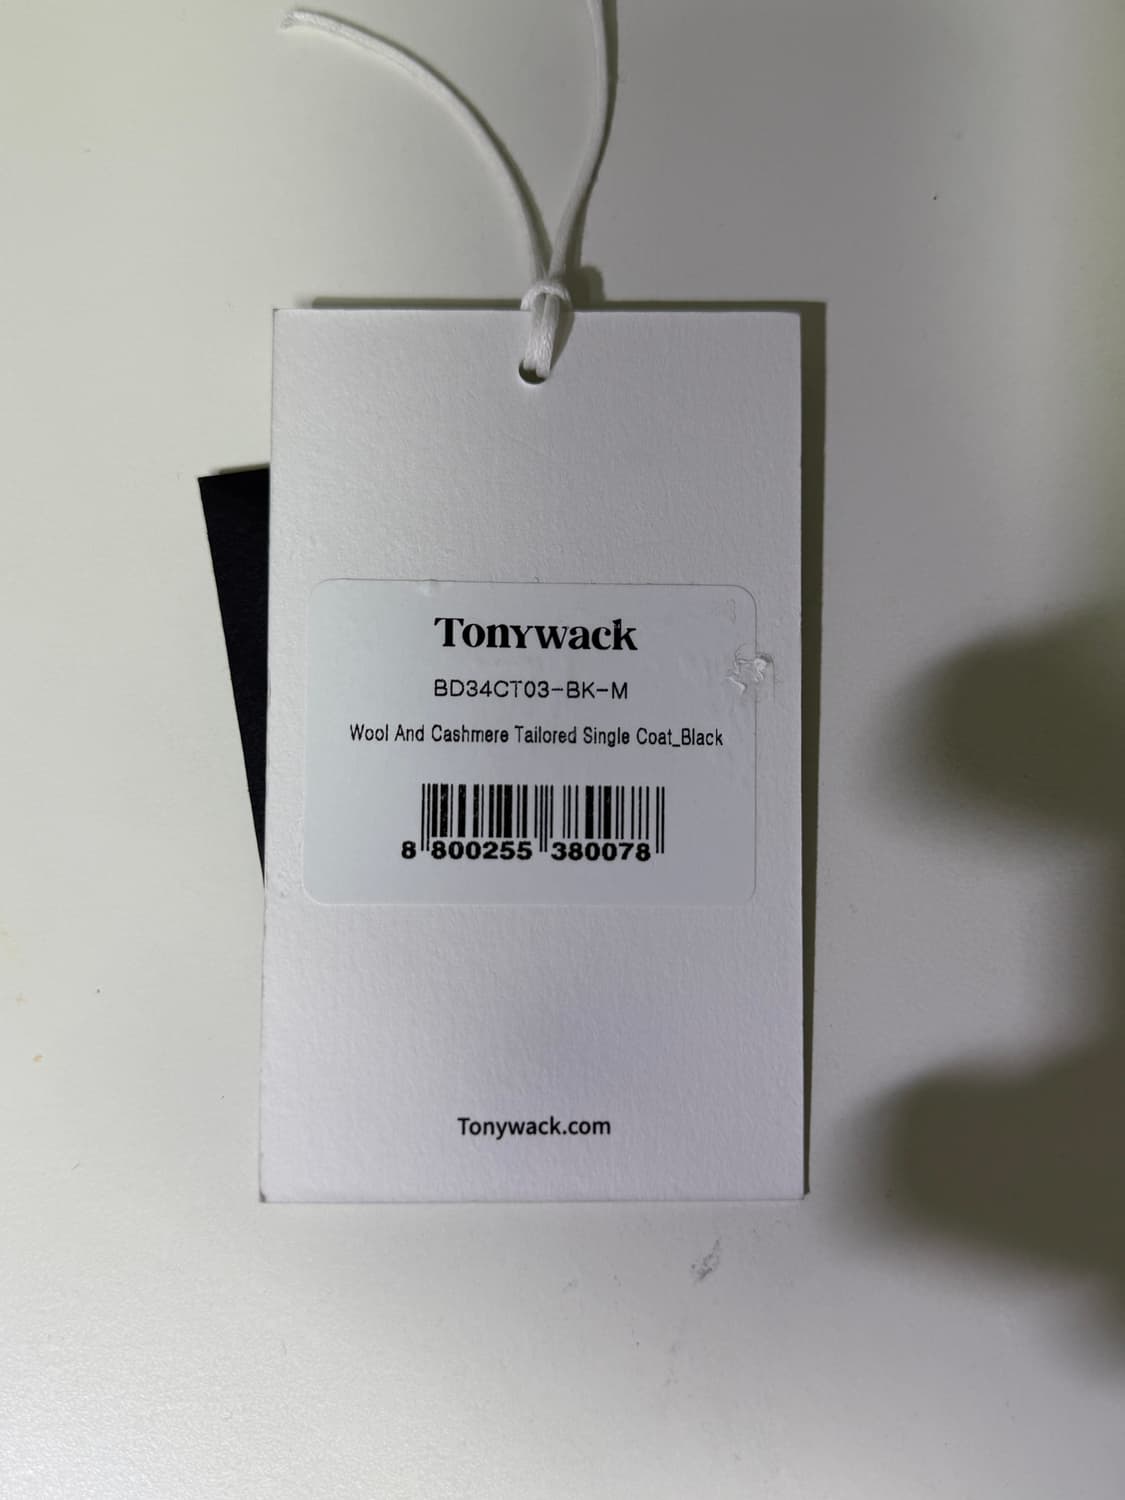 Tonywack
BD34CT03-BK-M
Wool And Cashmere Tailored Single Coat_Black
8 800255 380078
Tonywack.com